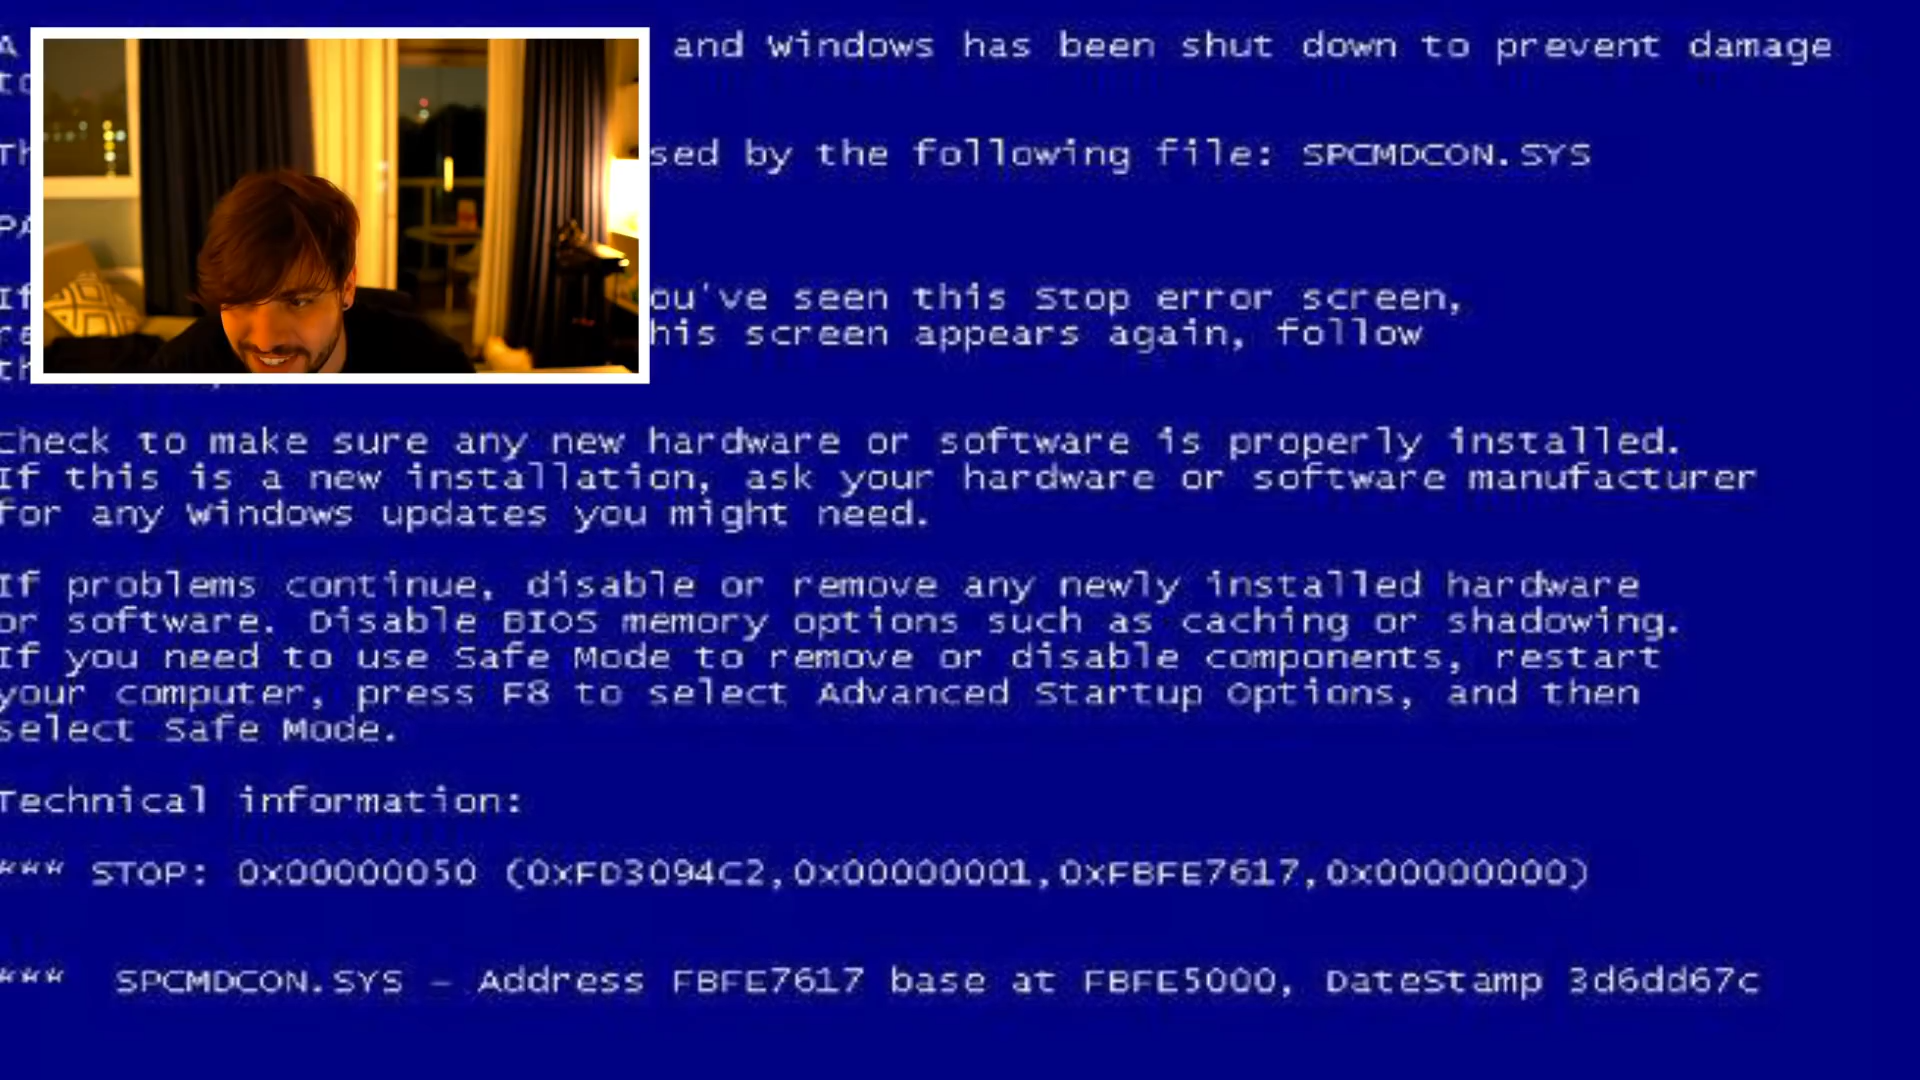 A and Windows has been shut down to prevent damage
by the following file: SPCMDCON.SYS
seen this Stop error screen,
screen appears again, follow
Check to make sure any new hardware or software is properly installed.
If this is a new installation, ask your hardware or software manufacturer
for any Windows updates you might need.
If problems continue, disable or remove any newly installed hardware
or software. Disable BIOS memory options such as caching or shadowing.
If you need to use Safe Mode to remove or disable components, restart
your computer, press F8 to select Advanced Startup Options, and then
select Safe Mode.
Technical information:
*** STOP: 0x00000050 (0xFD3094C2,0x00000001,0xFBFE7617,0x00000000)
*** SPCMDCON.SYS - Address FBFE7617 base at FBFE5000, DateStamp 3d6dd67c